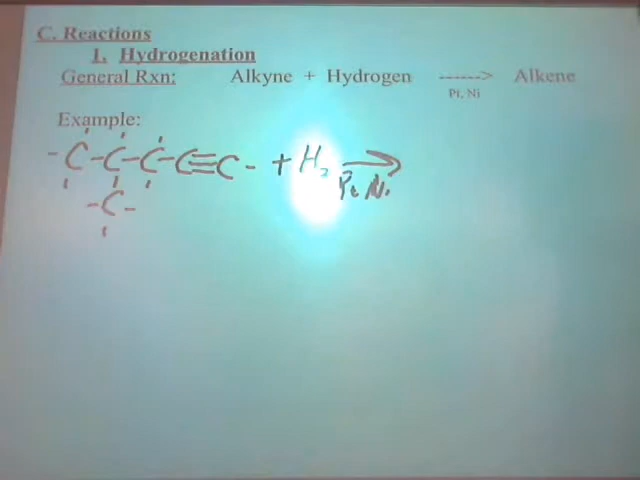 C. Reactions
1. Hydrogenation
General Rxn: Alkyne + Hydrogen ------> Alkene
Pt, Ni
Example:
-C-C-C-C≡C- + H2 →
Pt Ni
-C-